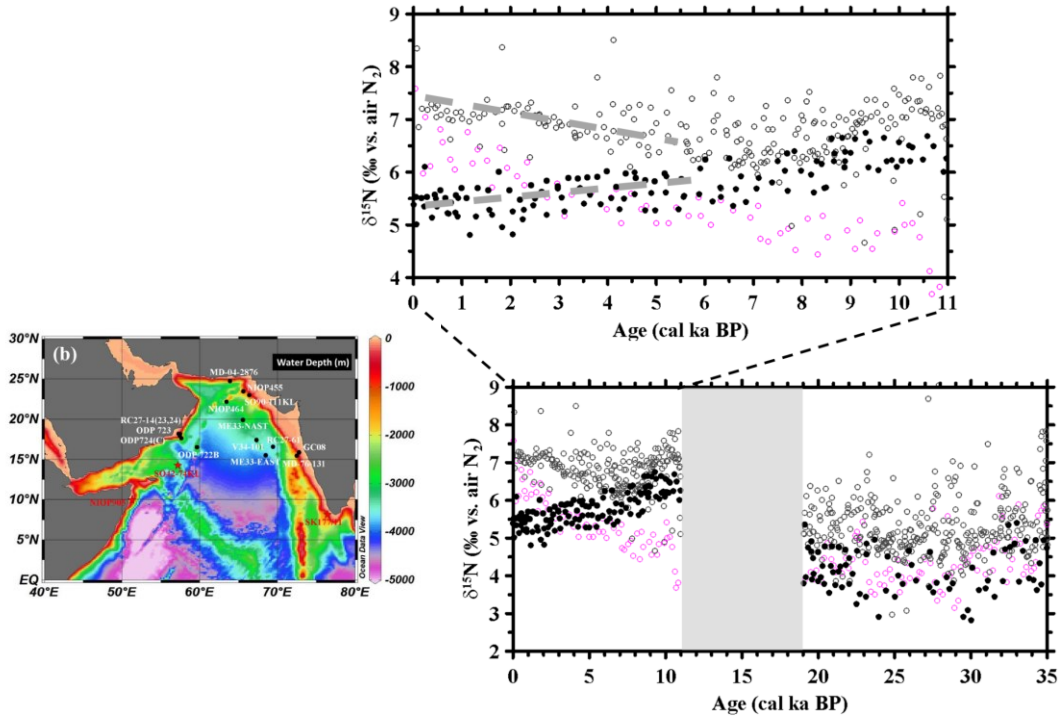 9
8
7
6
5
4
δ¹⁵N (‰ vs. air N₂)
0 1 2 3 4 5 6 7 8 9 10 11
Age (cal ka BP)
30°N
25°N
20°N
15°N
10°N
5°N
EQ
40°E 50°E 60°E 70°E 80°E
(b)
Water Depth (m)
MD-04-2876
NIOP455
SO90-111KL
NIOP464
RC27-14(23,24)
ODP 723
ODP724(C)
ME33-NAST
ODP-722B
RC27-61
GC08
ME33-EAST
0
-1000
-2000
-3000
-4000
-5000
Ocean Data View
9
8
7
6
5
4
3
2
δ¹⁵N (‰ vs. air N₂)
0 5 10 15 20 25 30 35
Age (cal ka BP)